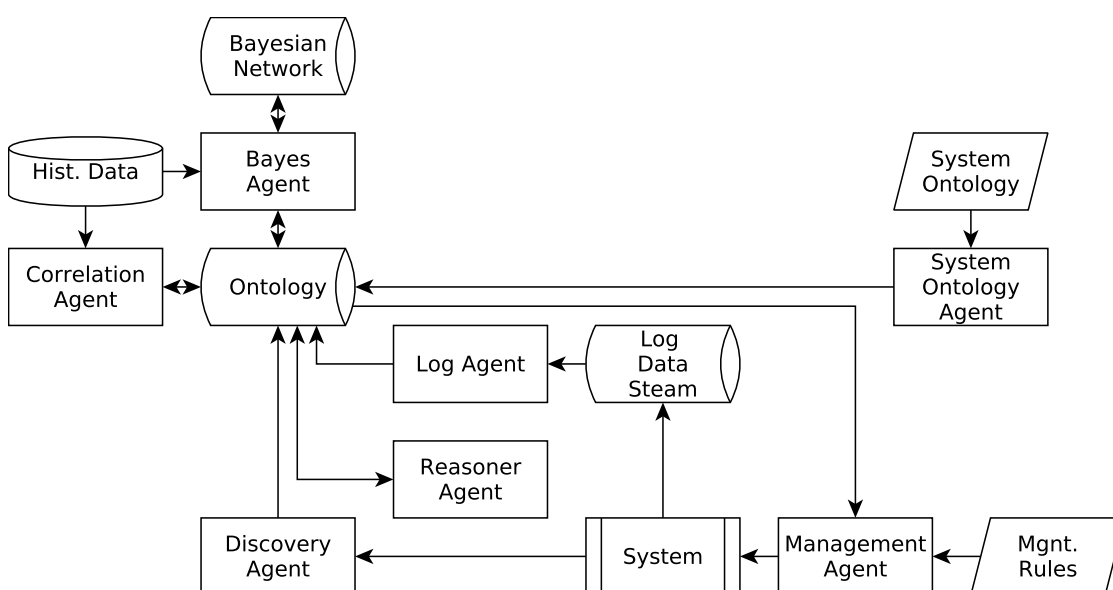 Bayesian
Network
Hist. Data
Bayes
Agent
System
Ontology
Correlation
Agent
Ontology
System
Ontology
Agent
Log Agent
Log
Data
Steam
Reasoner
Agent
Discovery
Agent
System
Management
Agent
Mgnt.
Rules